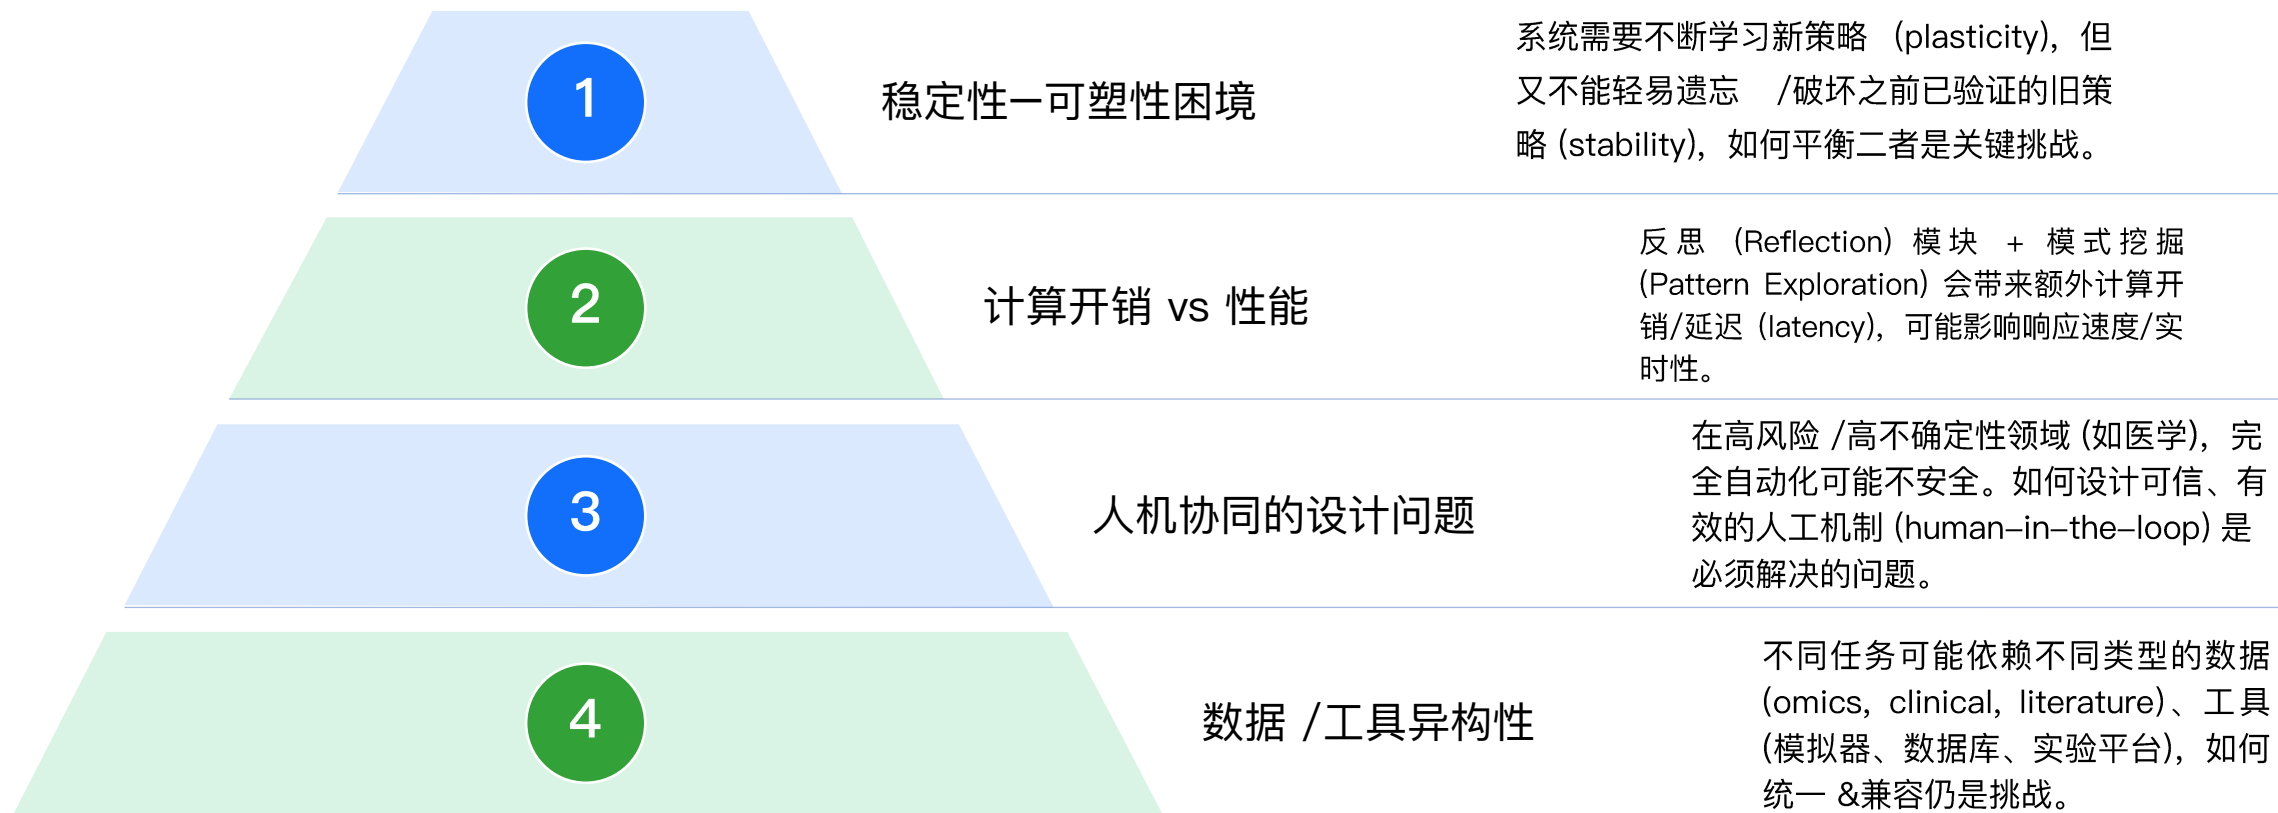 1
稳定性—可塑性困境
系统需要不断学习新策略 (plasticity)，但
又不能轻易遗忘 /破坏之前已验证的旧策
略 (stability)，如何平衡二者是关键挑战。
2
计算开销 vs 性能
反思 (Reflection) 模块 + 模式挖掘
(Pattern Exploration) 会带来额外计算开
销/延迟 (latency)，可能影响响应速度/实
时性。
3
人机协同的设计问题
在高风险 /高不确定性领域 (如医学)，完
全自动化可能不安全。如何设计可信、有
效的人工机制 (human-in-the-loop) 是
必须解决的问题。
4
数据 /工具异构性
不同任务可能依赖不同类型的数据
(omics, clinical, literature)、工具
(模拟器、数据库、实验平台)，如何
统一 &兼容仍是挑战。